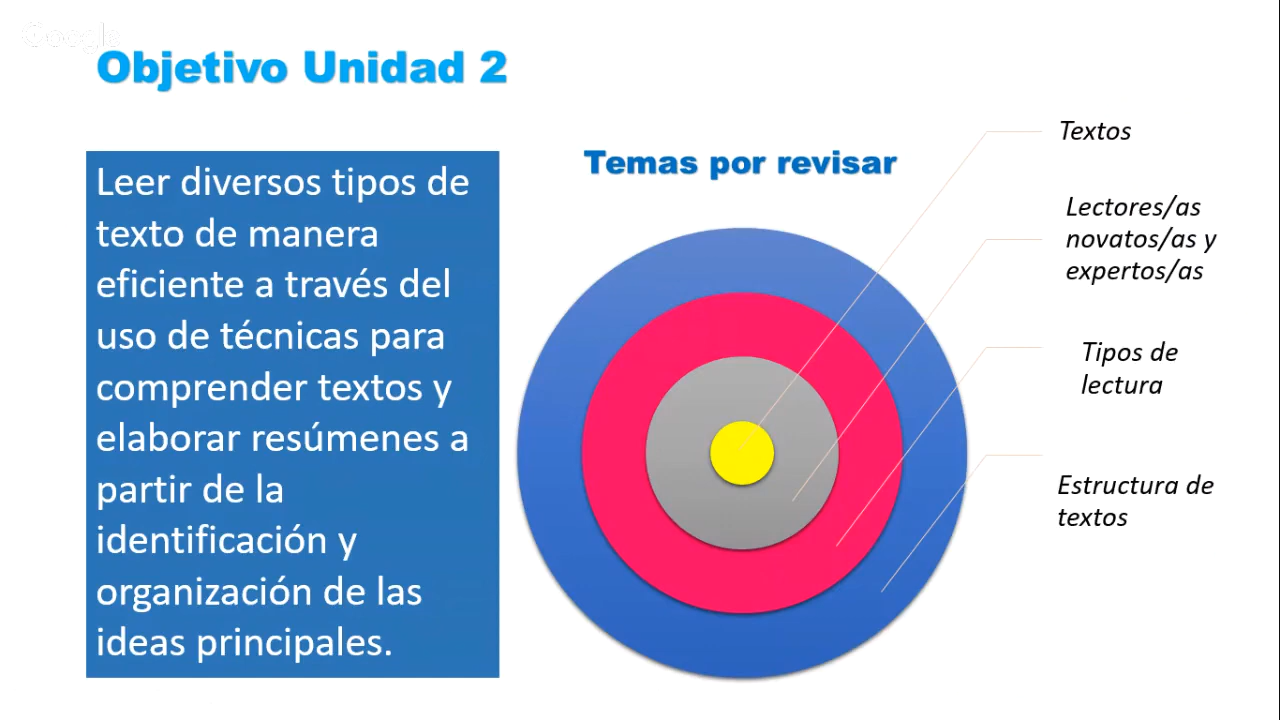 Google
Objetivo Unidad 2
Leer diversos tipos de
texto de manera
eficiente a través del
uso de técnicas para
comprender textos y
elaborar resúmenes a
partir de la
identificación y
organización de las
ideas principales.
Temas por revisar
Textos
Lectores/as
novatos/as y
expertos/as
Tipos de
lectura
Estructura de
textos